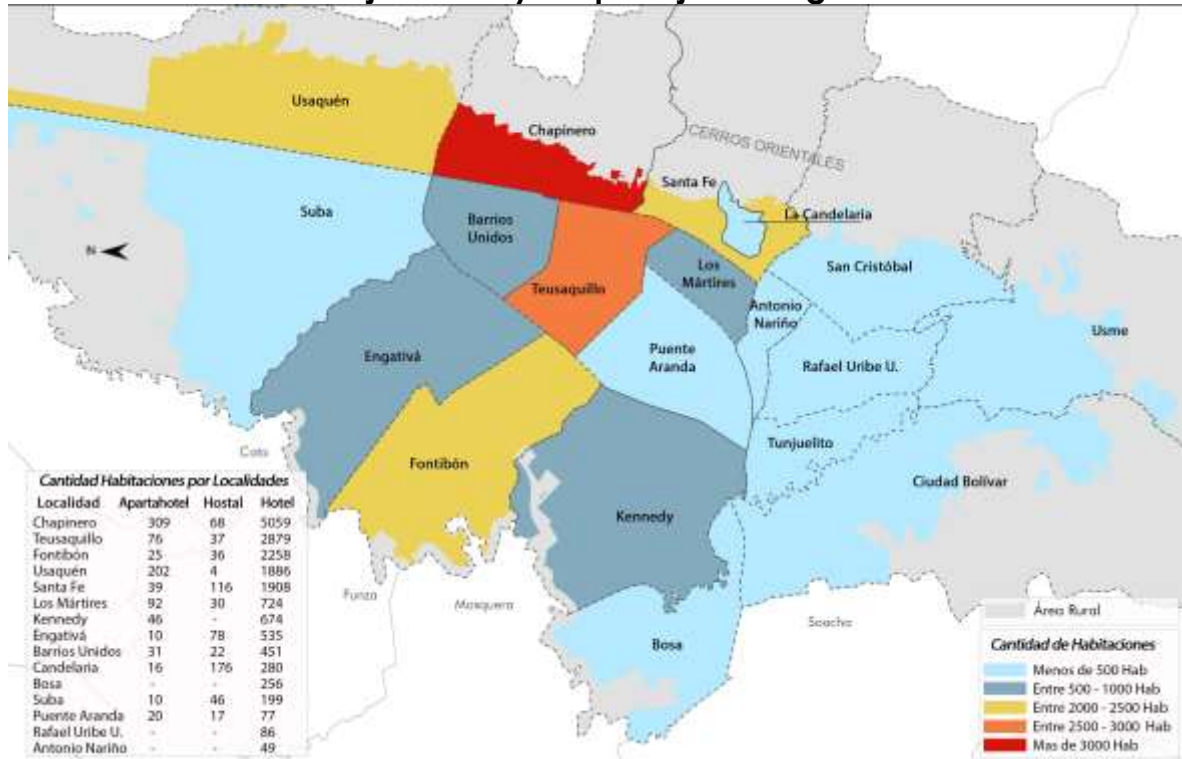 Usaquén
Chapinero
CERROS ORIENTALES
Santa Fe
La Candelaria
Suba
Barrios
Unidos
N
Los
Mártires
San Cristóbal
Teusaquillo
Antonio
Nariño
Usme
Engativá
Puente
Aranda
Rafael Uribe U.
Tunjuelito
Cota
Fontibón
Ciudad Bolívar
Kennedy
Funza
Mosquera
Soacha
Bosa
Cantidad Habitaciones por Localidades
Localidad Apartahotel Hostal Hotel
Chapinero 309 68 5059
Teusaquillo 76 37 2879
Fontibón 25 36 2258
Usaquén 202 4 1886
Santa Fe 39 116 1908
Los Mártires 92 30 724
Kennedy 46 - 674
Engativá 10 78 535
Barrios Unidos 31 22 451
Candelaria 16 176 280
Bosa - - 256
Suba 10 46 199
Puente Aranda 20 17 77
Rafael Uribe U. - - 86
Antonio Nariño - - 49
Área Rural
Cantidad de Habitaciones
Menos de 500 Hab
Entre 500 - 1000 Hab
Entre 2000 - 2500 Hab
Entre 2500 - 3000 Hab
Mas de 3000 Hab